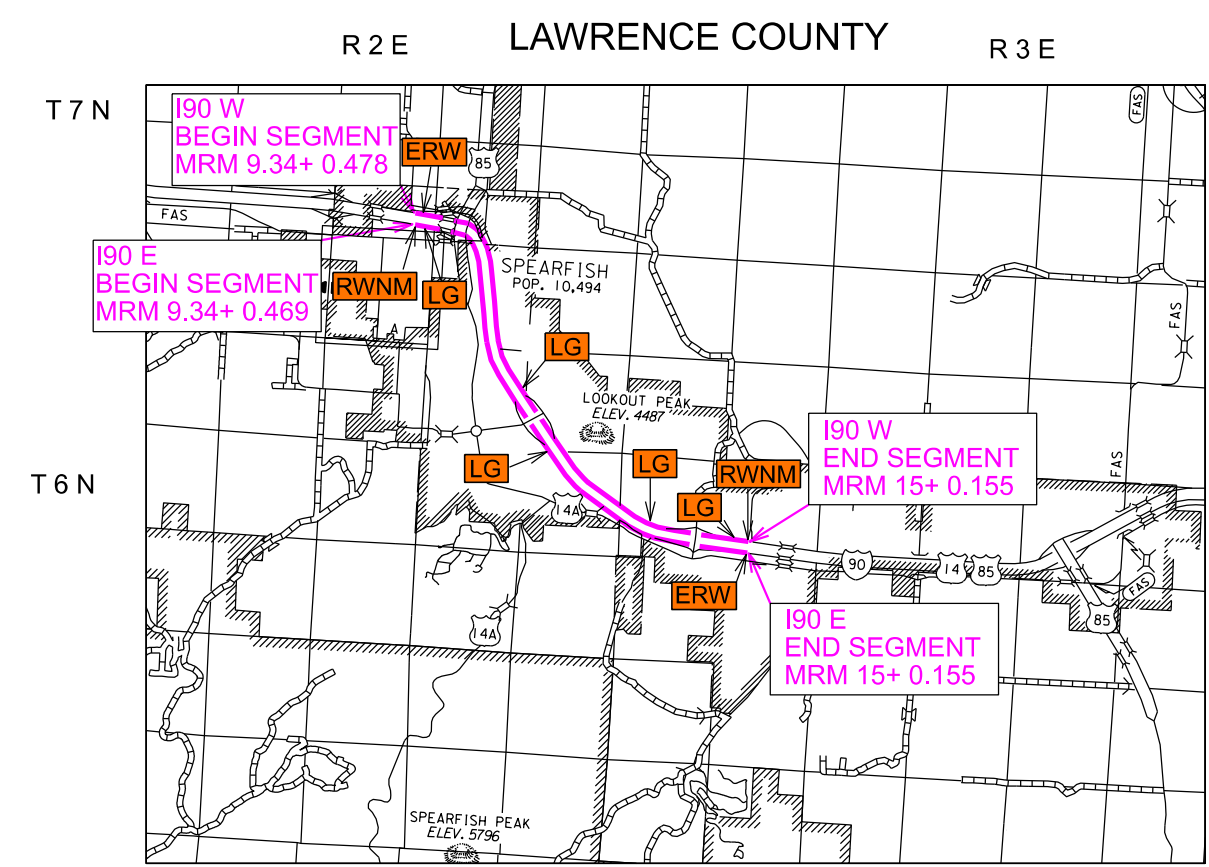 LAWRENCE COUNTY
R 2 E
R 3 E
T 7 N
I90 W
BEGIN SEGMENT
MRM 9.34+ 0.478
ERW
85
FAS
FAS
I90 E
BEGIN SEGMENT
MRM 9.34+ 0.469
RWNM
LG
SPEARFISH
POP. 10,494
A
FAS
LG
LOOKOUT PEAK
ELEV. 4487
I90 W
END SEGMENT
MRM 15+ 0.155
T 6 N
LG
LG
RWNM
FAS
14A
LG
90
14
85
ERW
FAS
I90 E
END SEGMENT
MRM 15+ 0.155
85
14A
SPEARFISH PEAK
ELEV. 5796